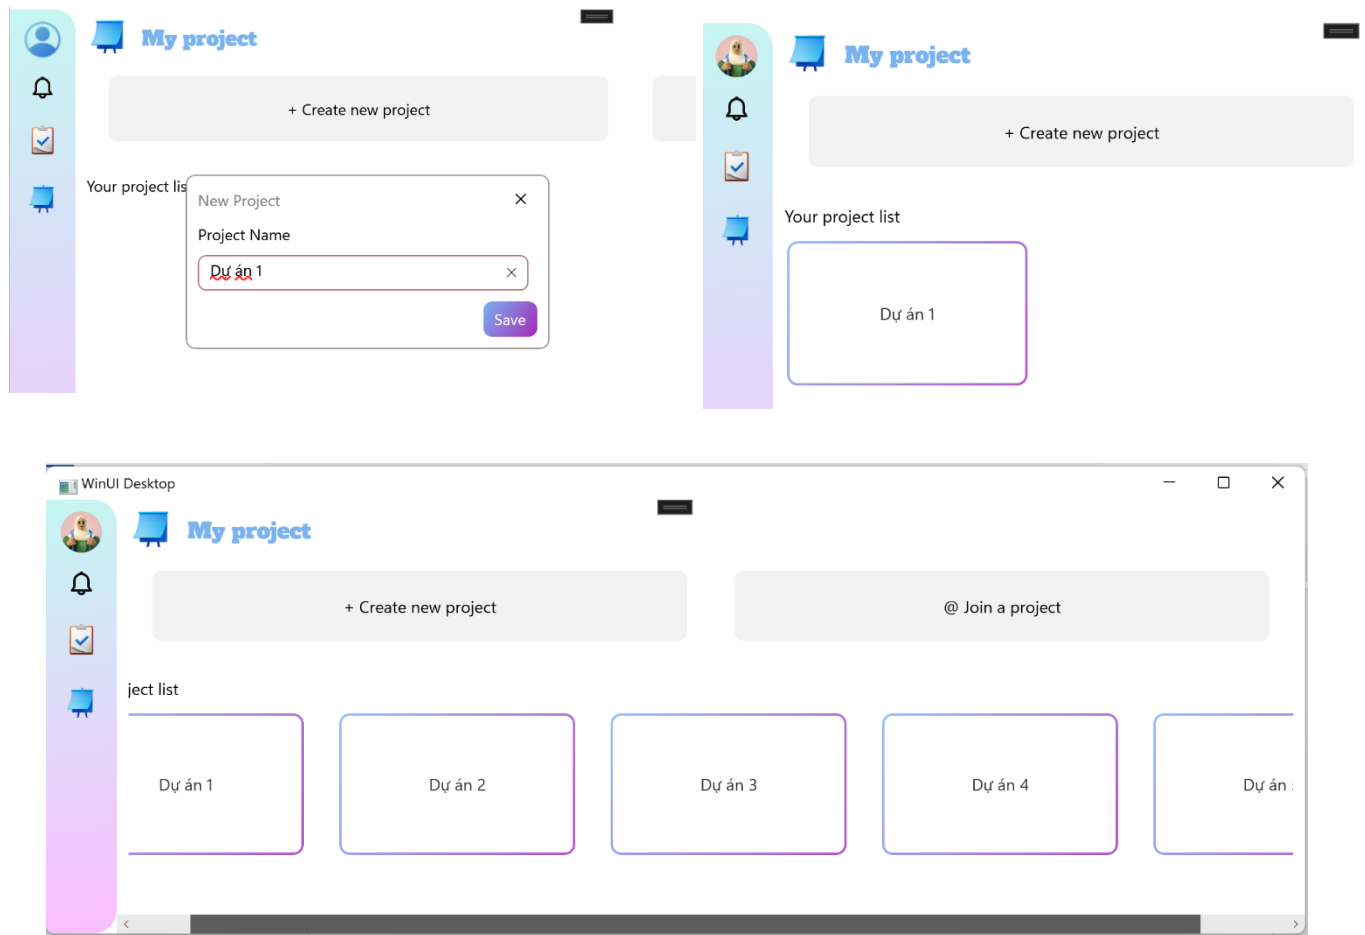 My project
+ Create new project
Your project lis
New Project
Project Name
Dự án 1
Save
My project
+ Create new project
Your project list
Dự án 1
WinUI Desktop
My project
+ Create new project
@ Join a project
ject list
Dự án 1
Dự án 2
Dự án 3
Dự án 4
Dự án